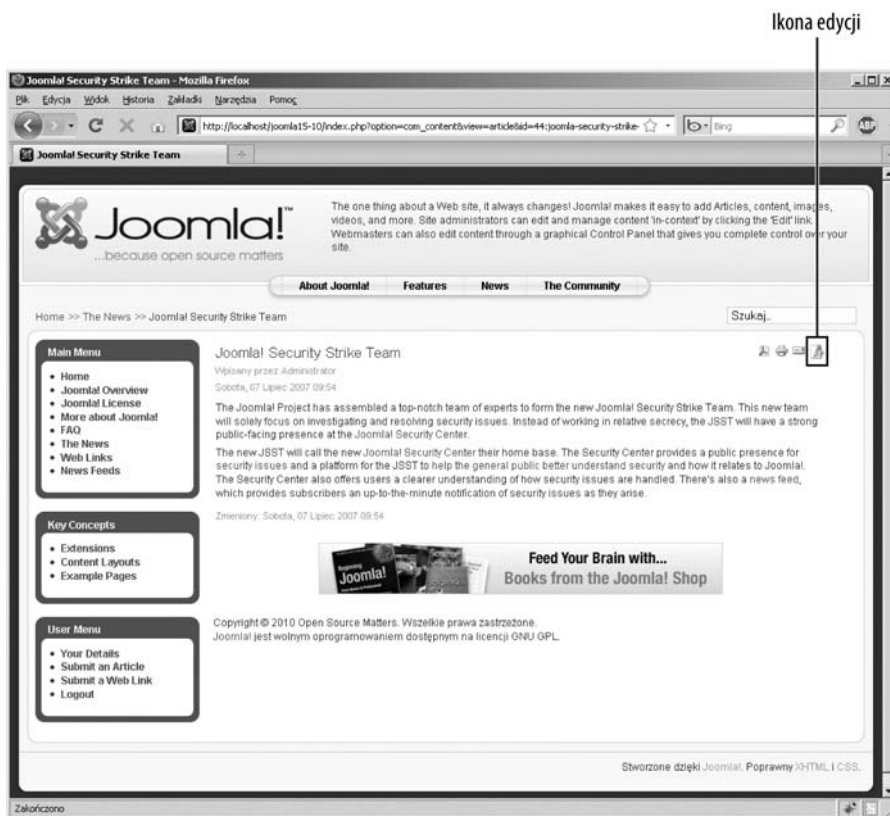 Ikona edycji
Joomla! Security Strike Team - Mozilla Firefox
Plik Edycja Widok Historia Zakładki Narzędzia Pomoc
http://localhost/joomla15-10/index.php?option=com_content&view=article&id=44:joomla-security-strike-
Bing
ABP
Joomla! Security Strike Team
Joomla!™
...because open source matters
The one thing about a Web site, it always changes! Joomla! makes it easy to add Articles, content, images,
videos, and more. Site administrators can edit and manage content 'in-context' by clicking the 'Edit' link.
Webmasters can also edit content through a graphical Control Panel that gives you complete control over your
site.
About Joomla! Features News The Community
Home >> The News >> Joomla! Security Strike Team
Szukaj...
Main Menu
Home
Joomla! Overview
Joomla! License
More about Joomla!
FAQ
The News
Web Links
News Feeds
Key Concepts
Extensions
Content Layouts
Example Pages
User Menu
Your Details
Submit an Article
Submit a Web Link
Logout
Joomla! Security Strike Team
Wpisany przez Administrator
Sobota, 07 Lipiec 2007 09:54
The Joomla! Project has assembled a top-notch team of experts to form the new Joomla! Security Strike Team. This new team
will solely focus on investigating and resolving security issues. Instead of working in relative secrecy, the JSST will have a strong
public-facing presence at the Joomla! Security Center.
The new JSST will call the new Joomla! Security Center their home base. The Security Center provides a public presence for
security issues and a platform for the JSST to help the general public better understand security and how it relates to Joomla!.
The Security Center also offers users a clearer understanding of how security issues are handled. There's also a news feed,
which provides subscribers an up-to-the-minute notification of security issues as they arise.
Zmieniony: Sobota, 07 Lipiec 2007 09:54
Beginning
Joomla!
Feed Your Brain with...
Books from the Joomla! Shop
Copyright © 2010 Open Source Matters. Wszelkie prawa zastrzeżone.
Joomla! jest wolnym oprogramowaniem dostępnym na licencji GNU GPL.
Stworzone dzięki Joomla!. Poprawny XHTML i CSS.
Zakończono